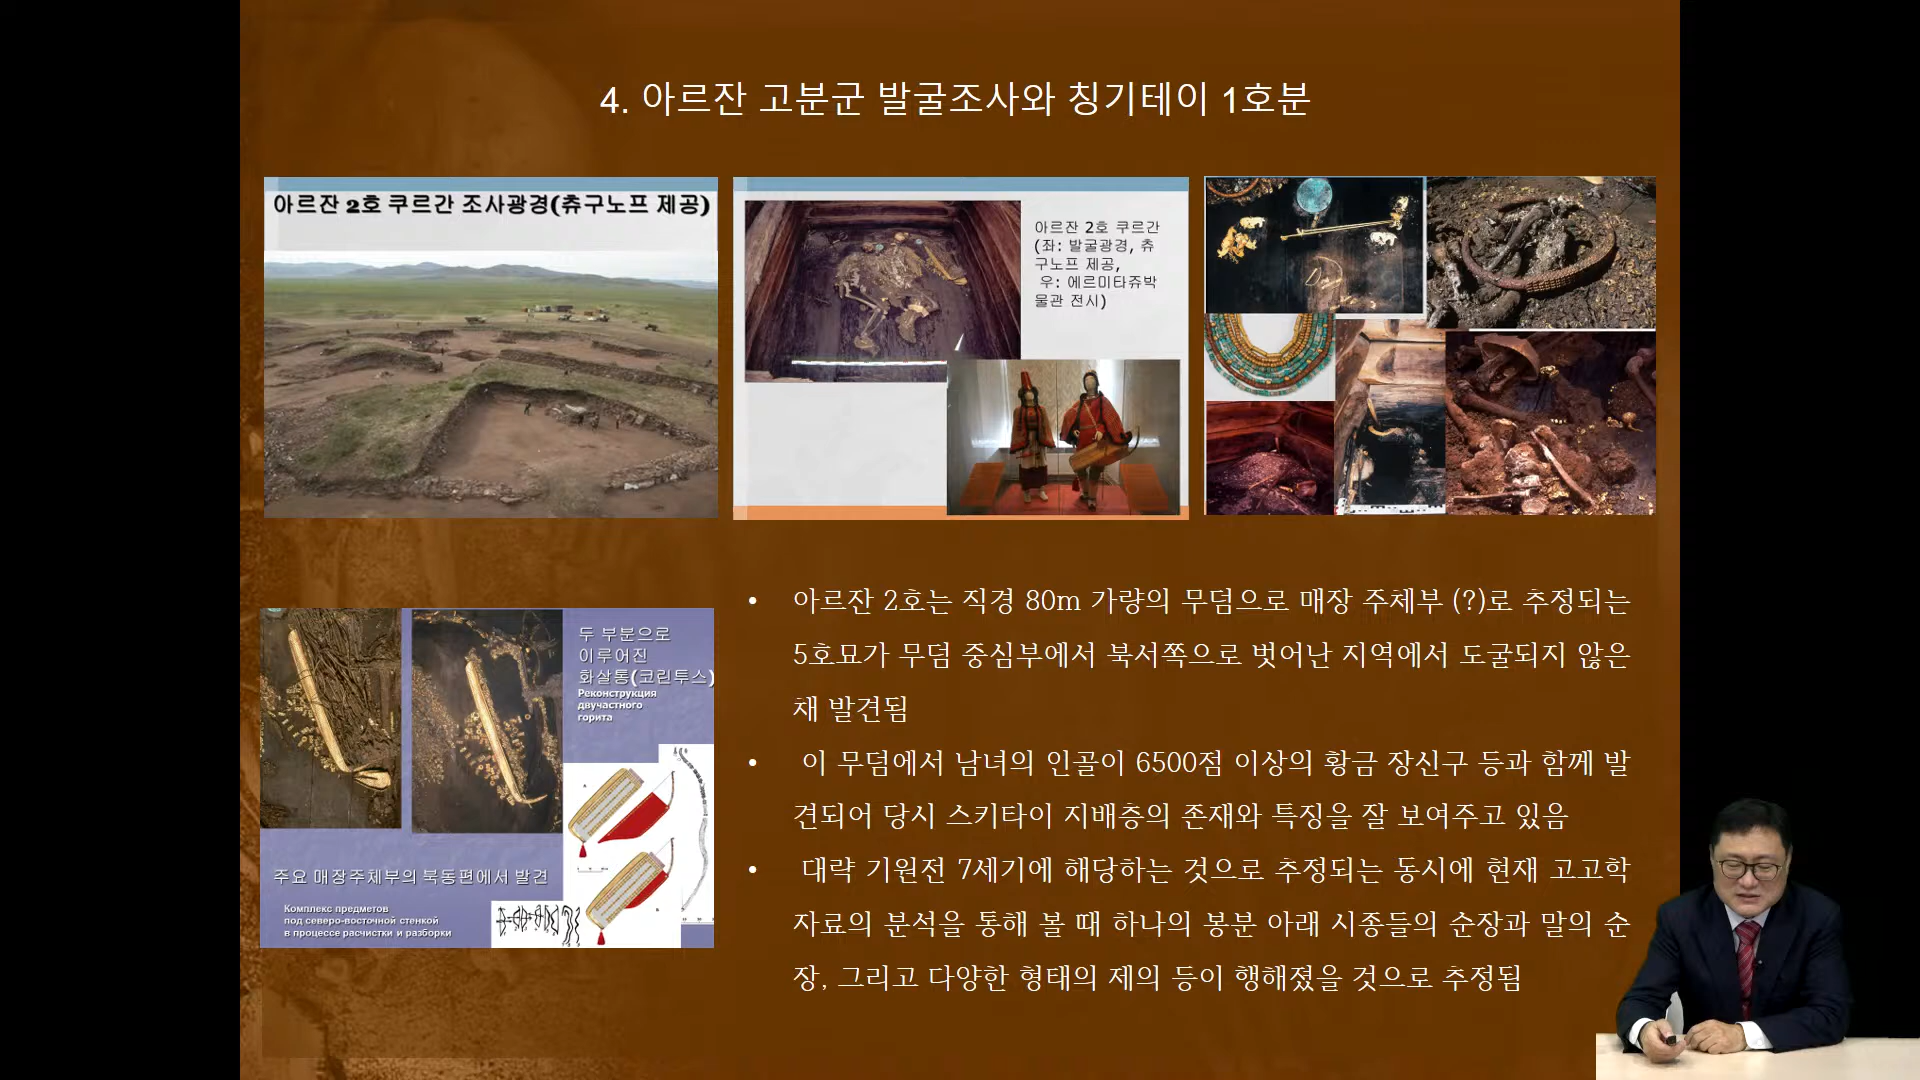 4. 아르잔 고분군 발굴조사와 칭기테이 1호분
아르잔 2호 쿠르간 조사광경(츄구노프 제공)
아르잔 2호 쿠르간
(좌: 발굴광경, 츄
구노프 제공,
우: 에르미타쥬박
물관 전시)
두 부분으로
이루어진
화살통(코린투스)
Реконструкция
двучастного
горита
주요 매장주체부의 북동편에서 발견
Комплекс предметов
под северо-восточной стенкой
в процессе расчистки и разборки
• 아르잔 2호는 직경 80m 가량의 무덤으로 매장 주체부 (?)로 추정되는
5호묘가 무덤 중심부에서 북서쪽으로 벗어난 지역에서 도굴되지 않은
채 발견됨
• 이 무덤에서 남녀의 인골이 6500점 이상의 황금 장신구 등과 함께 발
견되어 당시 스키타이 지배층의 존재와 특징을 잘 보여주고 있음
• 대략 기원전 7세기에 해당하는 것으로 추정되는 동시에 현재 고고학
자료의 분석을 통해 볼 때 하나의 봉분 아래 시종들의 순장과 말의 순
장, 그리고 다양한 형태의 제의 등이 행해졌을 것으로 추정됨